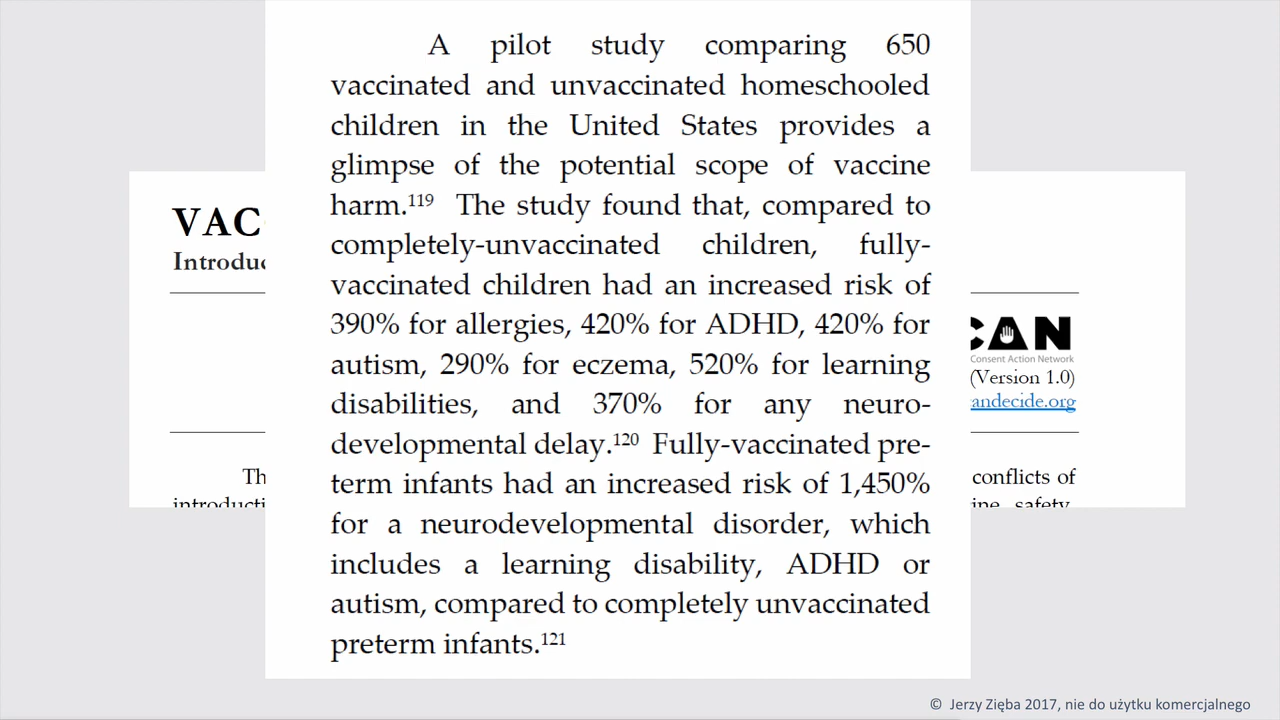 A pilot study comparing 650
vaccinated and unvaccinated homeschooled
children in the United States provides a
glimpse of the potential scope of vaccine
harm.119 The study found that, compared to
completely-unvaccinated children, fully-
vaccinated children had an increased risk of
390% for allergies, 420% for ADHD, 420% for
autism, 290% for eczema, 520% for learning
disabilities, and 370% for any neuro-
developmental delay.120 Fully-vaccinated pre-
term infants had an increased risk of 1,450%
for a neurodevelopmental disorder, which
includes a learning disability, ADHD or
autism, compared to completely unvaccinated
preterm infants.121
VAC
Introduc
CAN
Consent Action Network
(Version 1.0)
andecide.org
Th
conflicts of
introducti
ine safety
© Jerzy Zięba 2017, nie do użytku komercjalnego